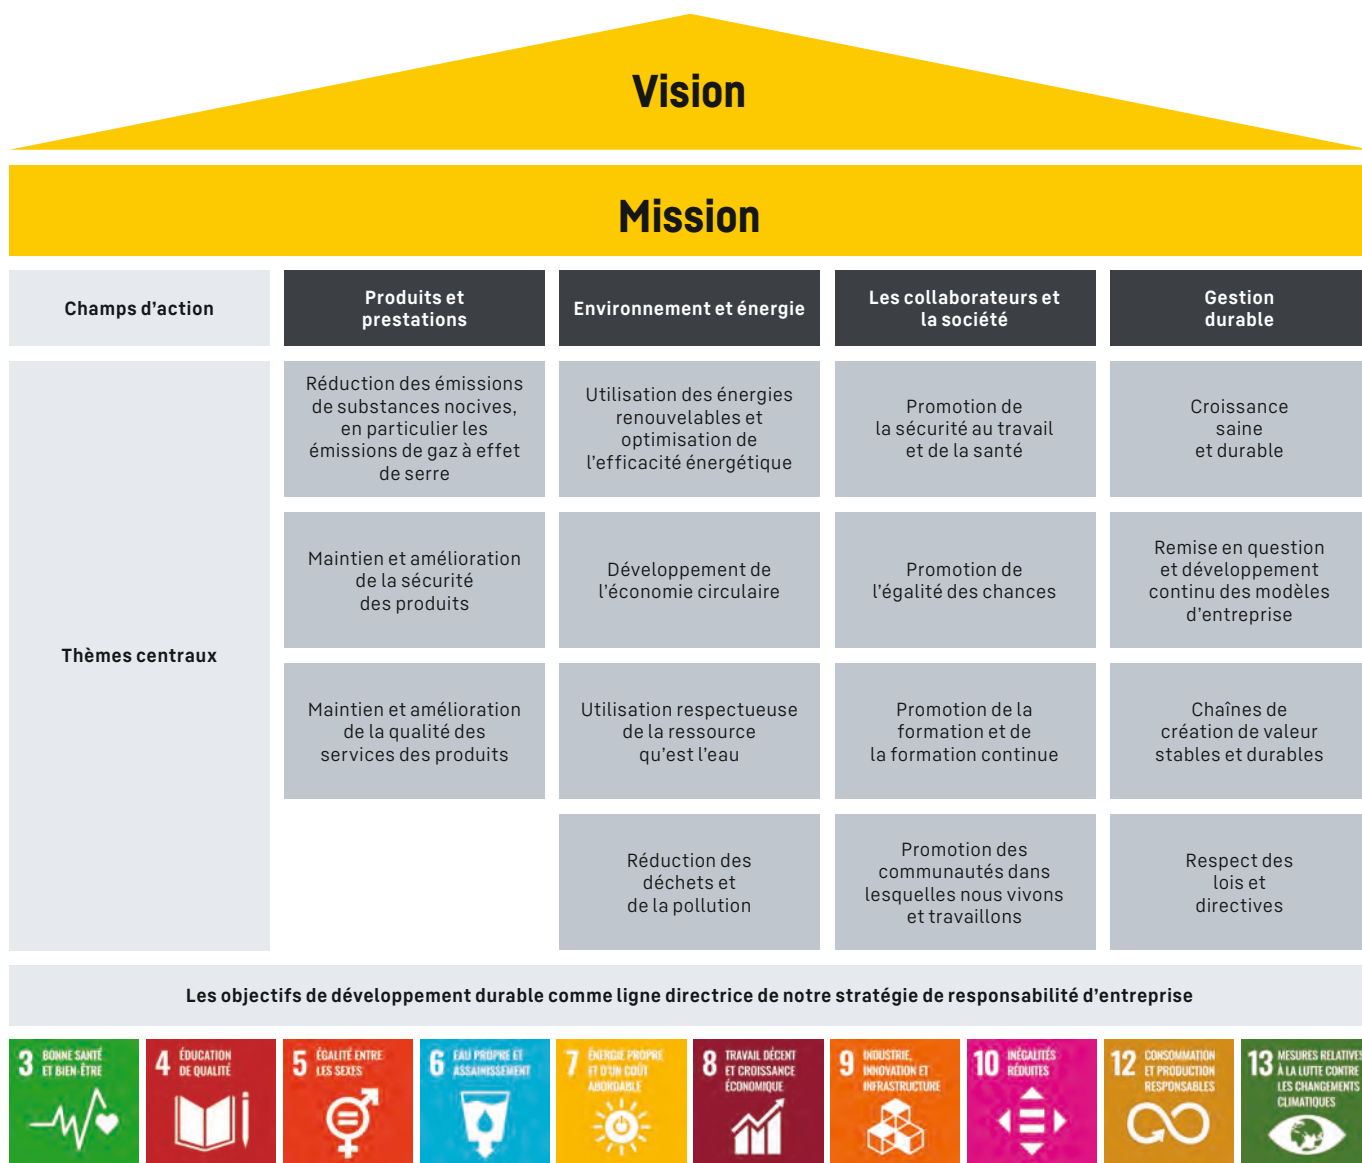 Vision
Mission
Champs d'action
Produits et
prestations
Environnement et énergie
Les collaborateurs et
la société
Gestion
durable
Thèmes centraux
Réduction des émissions
de substances nocives,
en particulier les
émissions de gaz à effet
de serre
Utilisation des énergies
renouvelables et
optimisation de
l'efficacité énergétique
Promotion de
la sécurité au travail
et de la santé
Croissance
saine
et durable
Maintien et amélioration
de la sécurité
des produits
Développement de
l'économie circulaire
Promotion de
l'égalité des chances
Remise en question
et développement
continu des modèles
d'entreprise
Maintien et amélioration
de la qualité des
services des produits
Utilisation respectueuse
de la ressource
qu'est l'eau
Promotion de la
formation et de
la formation continue
Chaînes de
création de valeur
stables et durables
Réduction des
déchets et
de la pollution
Promotion des
communautés dans
lesquelles nous vivons
et travaillons
Respect des
lois et
directives
Les objectifs de développement durable comme ligne directrice de notre stratégie de responsabilité d'entreprise
3 BONNE SANTÉ
ET BIEN-ÊTRE
4 ÉDUCATION
DE QUALITÉ
5 ÉGALITÉ ENTRE
LES SEXES
6 EAU PROPRE ET
ASSAINISSEMENT
7 ÉNERGIE PROPRE
ET D'UN COÛT
ABORDABLE
8 TRAVAIL DÉCENT
ET CROISSANCE
ÉCONOMIQUE
9 INDUSTRIE,
INNOVATION ET
INFRASTRUCTURE
10 INÉGALITÉS
RÉDUITES
12 CONSOMMATION
ET PRODUCTION
RESPONSABLES
13 MESURES RELATIVES
À LA LUTTE CONTRE
LES CHANGEMENTS
CLIMATIQUES